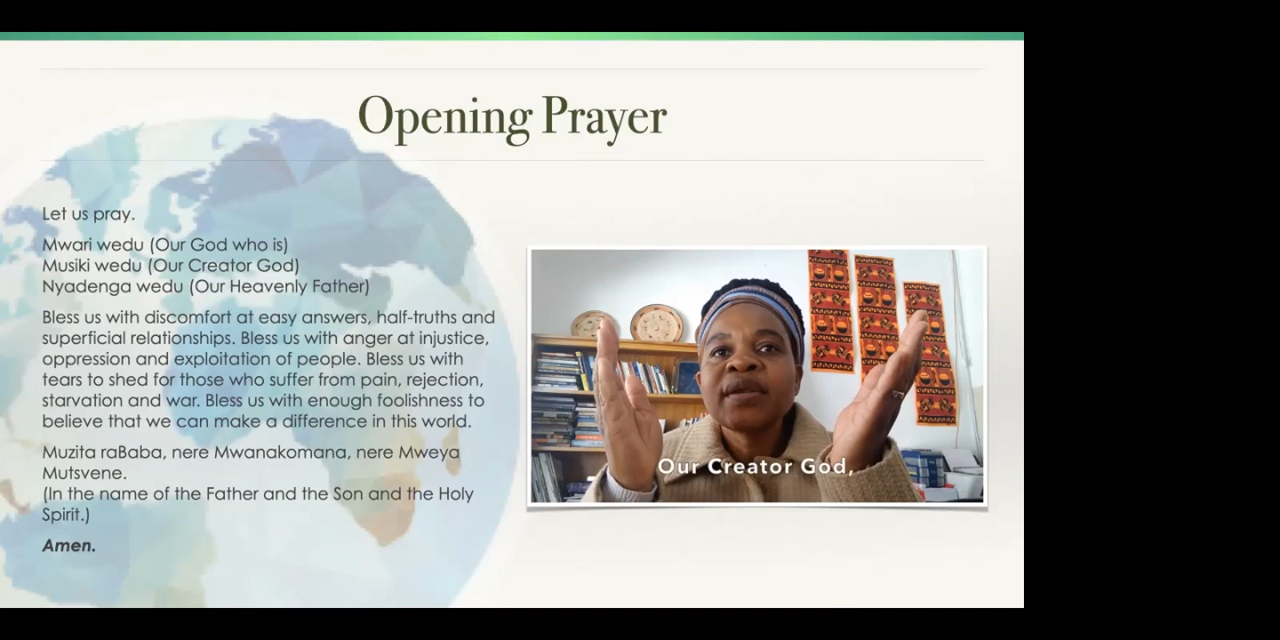 Opening Prayer
Let us pray.
Mwari wedu (Our God who is)
Musiki wedu (Our Creator God)
Nyadenga wedu (Our Heavenly Father)
Bless us with discomfort at easy answers, half-truths and
superficial relationships. Bless us with anger at injustice,
oppression and exploitation of people. Bless us with
tears to shed for those who suffer from pain, rejection,
starvation and war. Bless us with enough foolishness to
believe that we can make a difference in this world.
Muzita raBaba, nere Mwanakomana, nere Mweya
Mutsvene.
(In the name of the Father and the Son and the Holy
Spirit.)
Amen.
Our Creator God,